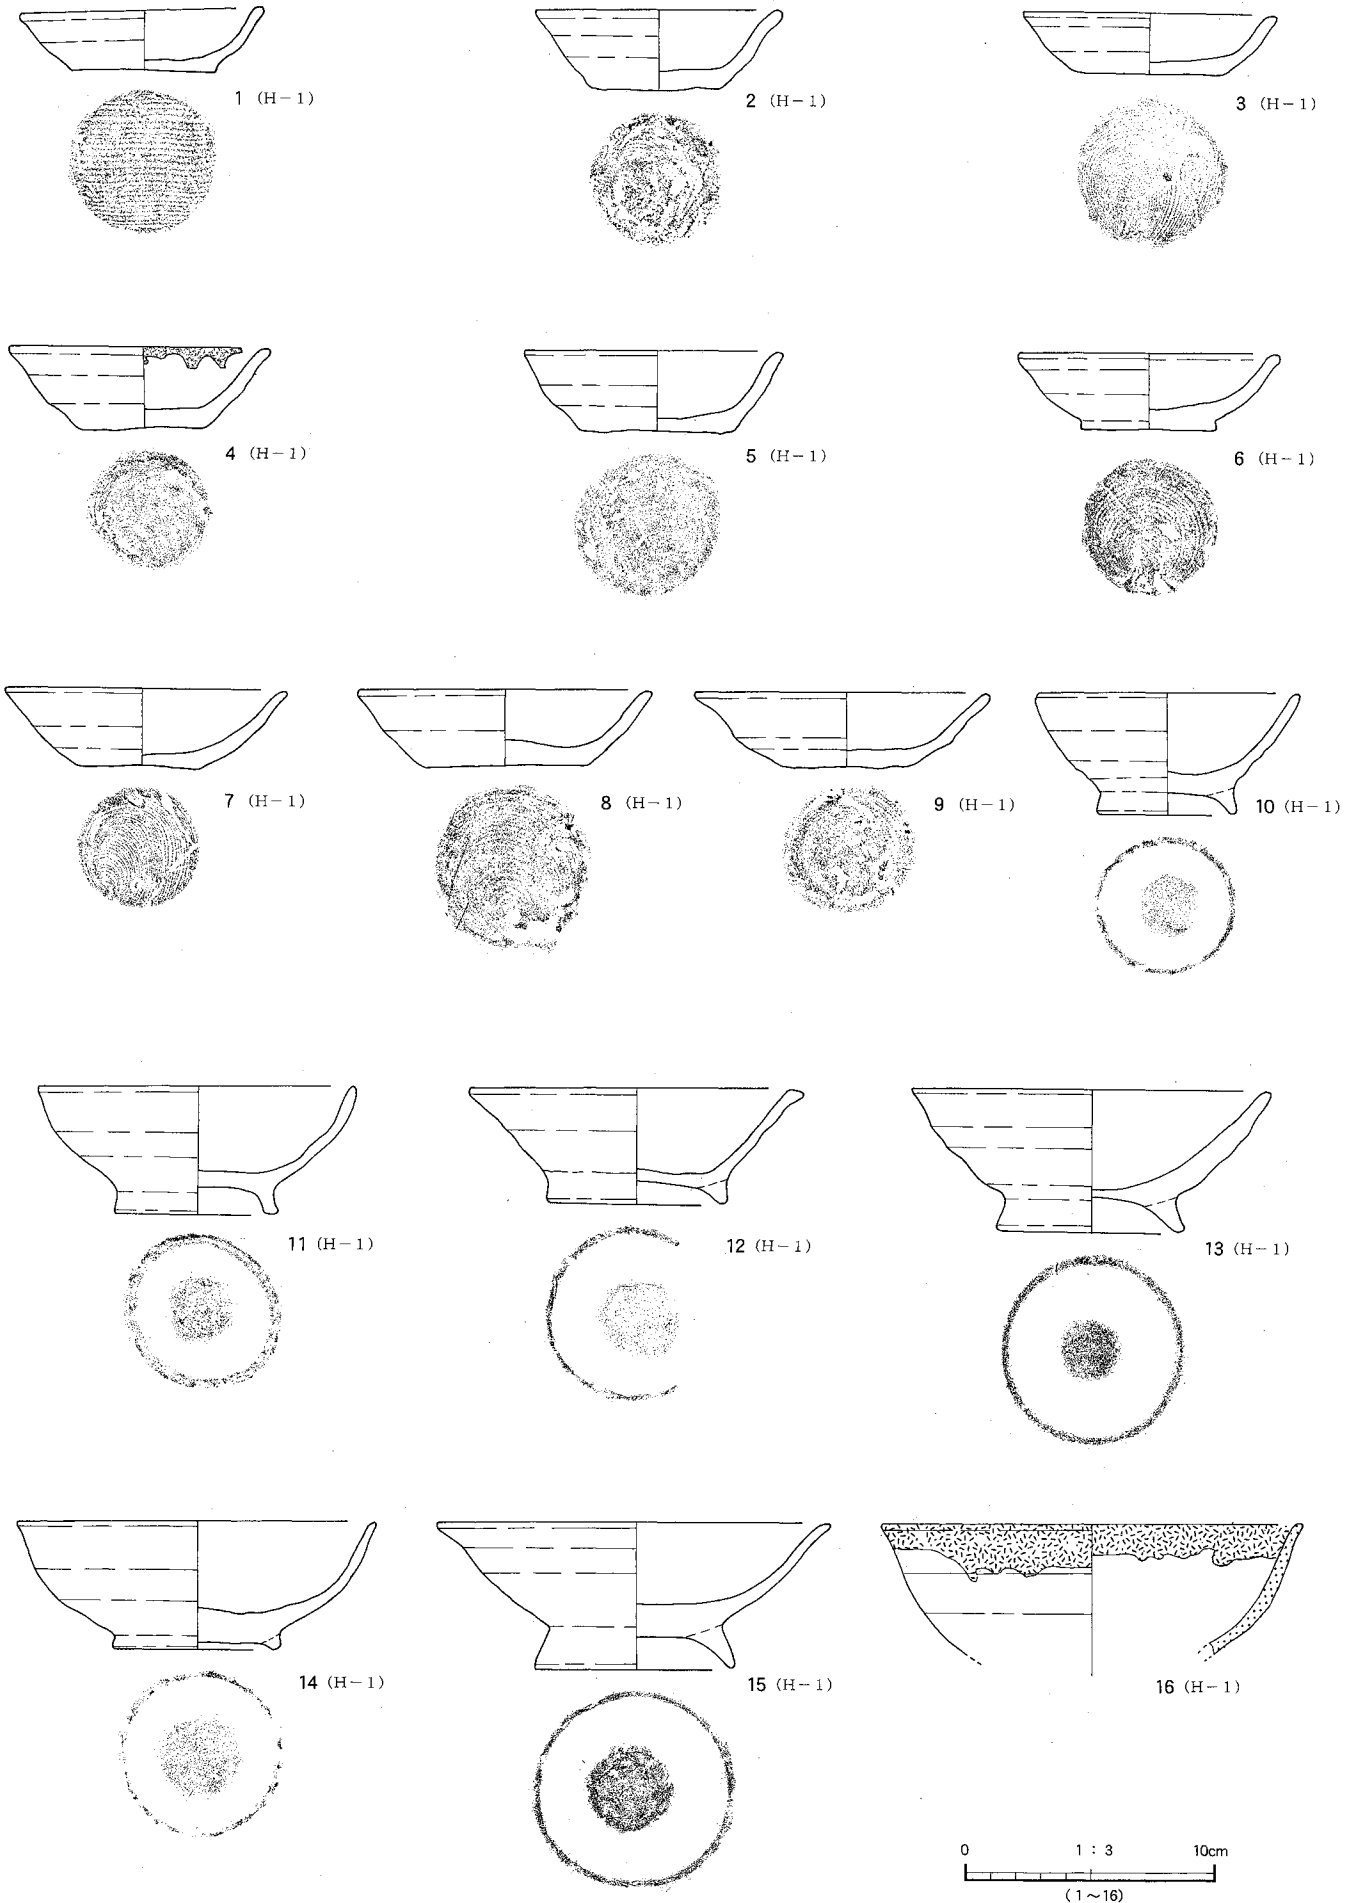 1 (H-1)
2 (H-1)
3 (H-1)
4 (H-1)
5 (H-1)
6 (H-1)
7 (H-1)
8 (H-1)
9 (H-1)
10 (H-1)
11 (H-1)
12 (H-1)
13 (H-1)
14 (H-1)
15 (H-1)
16 (H-1)
0 1 : 3 10cm
(1～16)